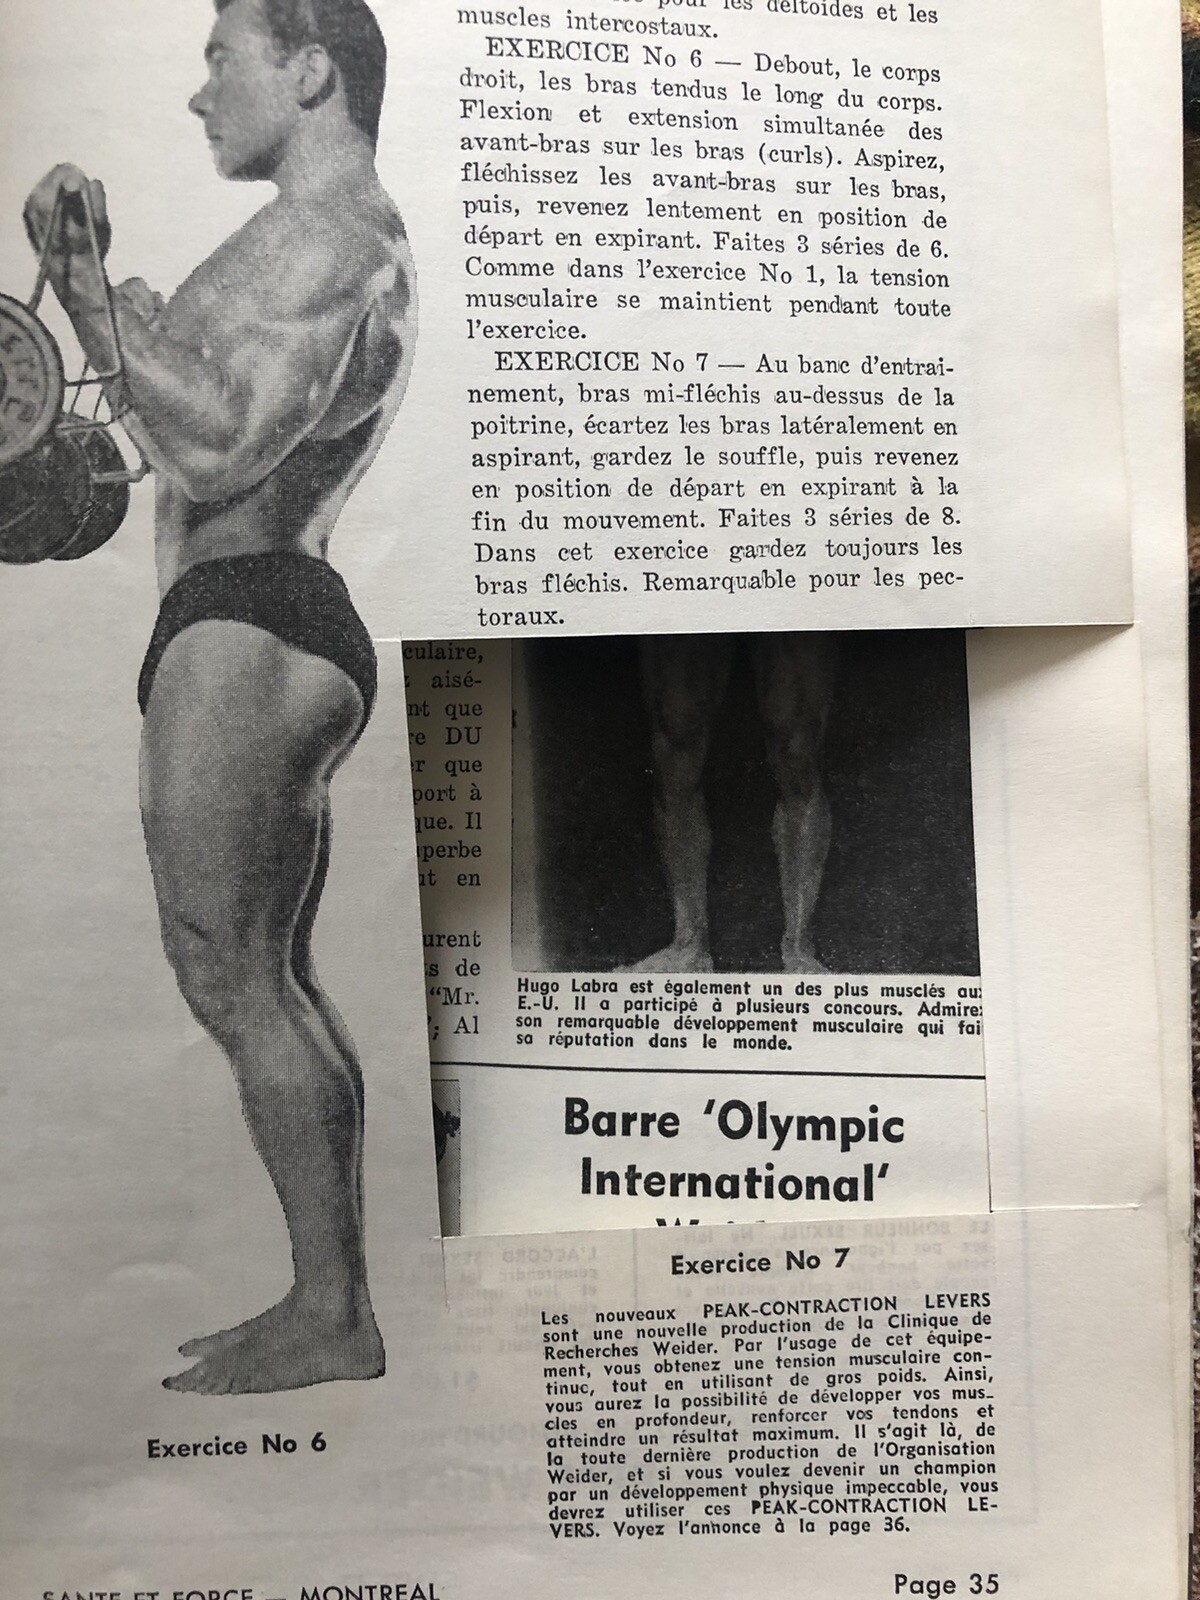 les deltoïdes et les
muscles intercostaux.
EXERCICE No 6 — Debout, le corps
droit, les bras tendus le long du corps.
Flexion et extension simultanée des
avant-bras sur les bras (curls). Aspirez,
fléchissez les avant-bras sur les bras,
puis, revenez lentement en position de
départ en expirant. Faites 3 séries de 6.
Comme dans l'exercice No 1, la tension
musculaire se maintient pendant toute
l'exercice.
EXERCICE No 7 — Au banc d'entrai-
nement, bras mi-fléchis au-dessus de la
poitrine, écartez les bras latéralement en
aspirant, gardez le souffle, puis revenez
en position de départ en expirant à la
fin du mouvement. Faites 3 séries de 8.
Dans cet exercice gardez toujours les
bras fléchis. Remarquable pour les pec-
toraux.
culaire,
aisé-
nt que
DU
que
port à
que. Il
perbe
en
urent
de
"Mr.
Al
Hugo Labra est également un des plus musclés au
E.-U. Il a participé à plusieurs concours. Admire
son remarquable développement musculaire qui fai
sa réputation dans le monde.
Barre 'Olympic
International'
Exercice No 7
Les nouveaux PEAK-CONTRACTION LEVERS
sont une nouvelle production de la Clinique de
Recherches Weider. Par l'usage de cet équipe-
ment, vous obtenez une tension musculaire con-
tinue, tout en utilisant de gros poids. Ainsi,
vous aurez la possibilité de développer vos mus-
cles en profondeur, renforcer vos tendons et
atteindre un résultat maximum. Il s'agit là, de
la toute dernière production de l'Organisation
Weider, et si vous voulez devenir un champion
par un développement physique impeccable, vous
devrez utiliser ces PEAK-CONTRACTION LE-
VERS. Voyez l'annonce à la page 36.
Exercice No 6
SANTE ET FORCE — MONTREAL
Page 35